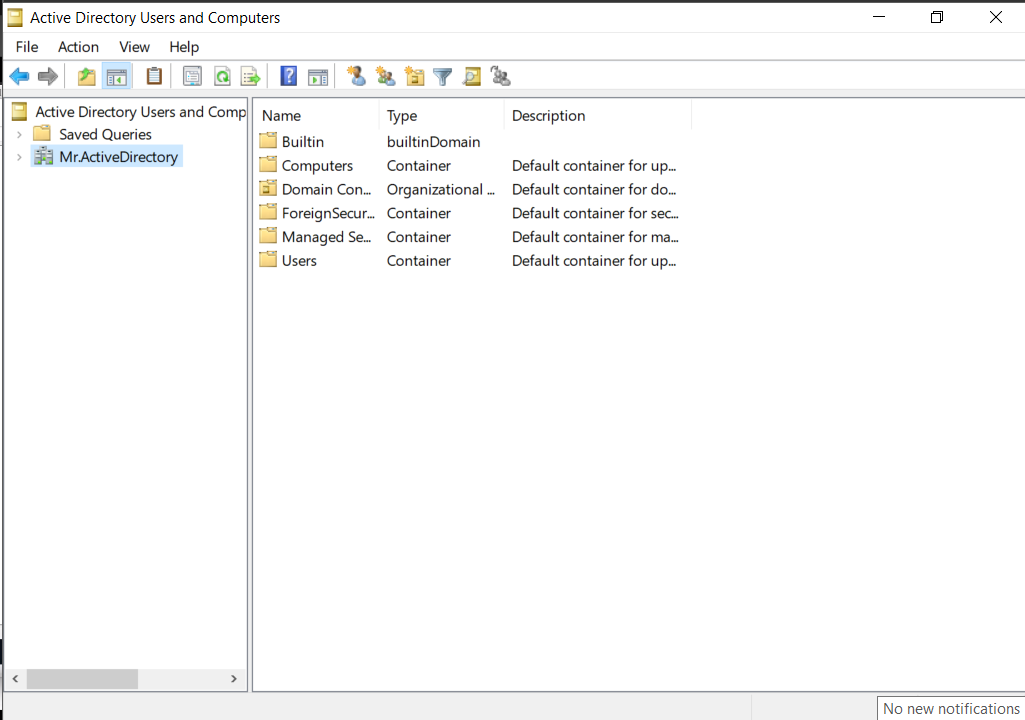 Active Directory Users and Computers
File Action View Help
Active Directory Users and Comp
Saved Queries
Mr.ActiveDirectory
Name Type Description
Builtin builtinDomain
Computers Container Default container for up...
Domain Con... Organizational ... Default container for do...
ForeignSecur... Container Default container for sec...
Managed Se... Container Default container for ma...
Users Container Default container for up...
No new notifications